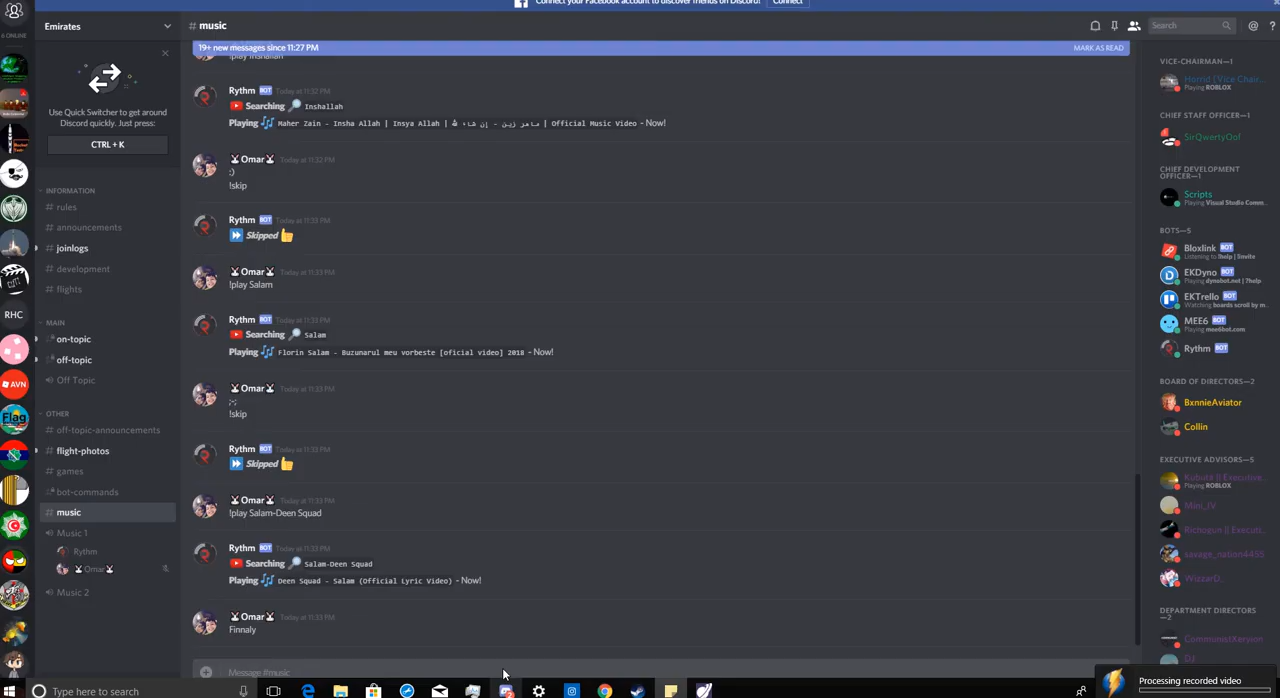 Connect your Facebook account to discover friends on Discord!
Connect
Emirates
# music
Search
@
?
6 ONLINE
19+ new messages since 11:27 PM
MARK AS READ
!play Inshallah
Use Quick Switcher to get around
Discord quickly. Just press:
CTRL + K
INFORMATION
# rules
# announcements
# joinlogs
# development
# flights
MAIN
on-topic
off-topic
Off Topic
OTHER
# off-topic-announcements
# flight-photos
# games
bot-commands
# music
Music 1
Rythm
Omar
Music 2
RHC
AVN
Flag
Rythm BOT Today at 11:32 PM
Searching Inshallah
Playing Maher Zain - Insha Allah | Insya Allah | ماهر زين - إن شاء الله | Official Music Video - Now!
Omar Today at 11:32 PM
:)
!skip
Rythm BOT Today at 11:33 PM
Skipped
Omar Today at 11:33 PM
!play Salam
Rythm BOT Today at 11:33 PM
Searching Salam
Playing Florin Salam - Buzunarul meu vorbeste [oficial video] 2018 - Now!
Omar Today at 11:33 PM
;-;
!skip
Rythm BOT Today at 11:33 PM
Skipped
Omar Today at 11:33 PM
!play Salam-Deen Squad
Rythm BOT Today at 11:33 PM
Searching Salam-Deen Squad
Playing Deen Squad - Salam (Official Lyric Video) - Now!
Omar Today at 11:33 PM
Finnaly
Message #music
VICE-CHAIRMAN—1
Playing ROBLOX
CHIEF STAFF OFFICER—1
SirQwertyOof
CHIEF DEVELOPMENT
OFFICER—1
Scripts
Playing Visual Studio Comm...
BOTS—5
Bloxlink BOT
Listening to !help | !invite
EKDyno BOT
Playing dynobot.net | ?help
EKTrello BOT
Watching boards scroll by m...
MEE6 BOT
Playing mee6bot.com
Rythm BOT
BOARD OF DIRECTORS—2
BxnnieAviator
Collin
EXECUTIVE ADVISORS—5
Kubutz || Executive...
Playing ROBLOX
Mini_JV
Richogun || Executi...
savage_nation4495
WizzarD_
DEPARTMENT DIRECTORS
—2
CommunistXeryion
DJ
Type here to search
Processing recorded video